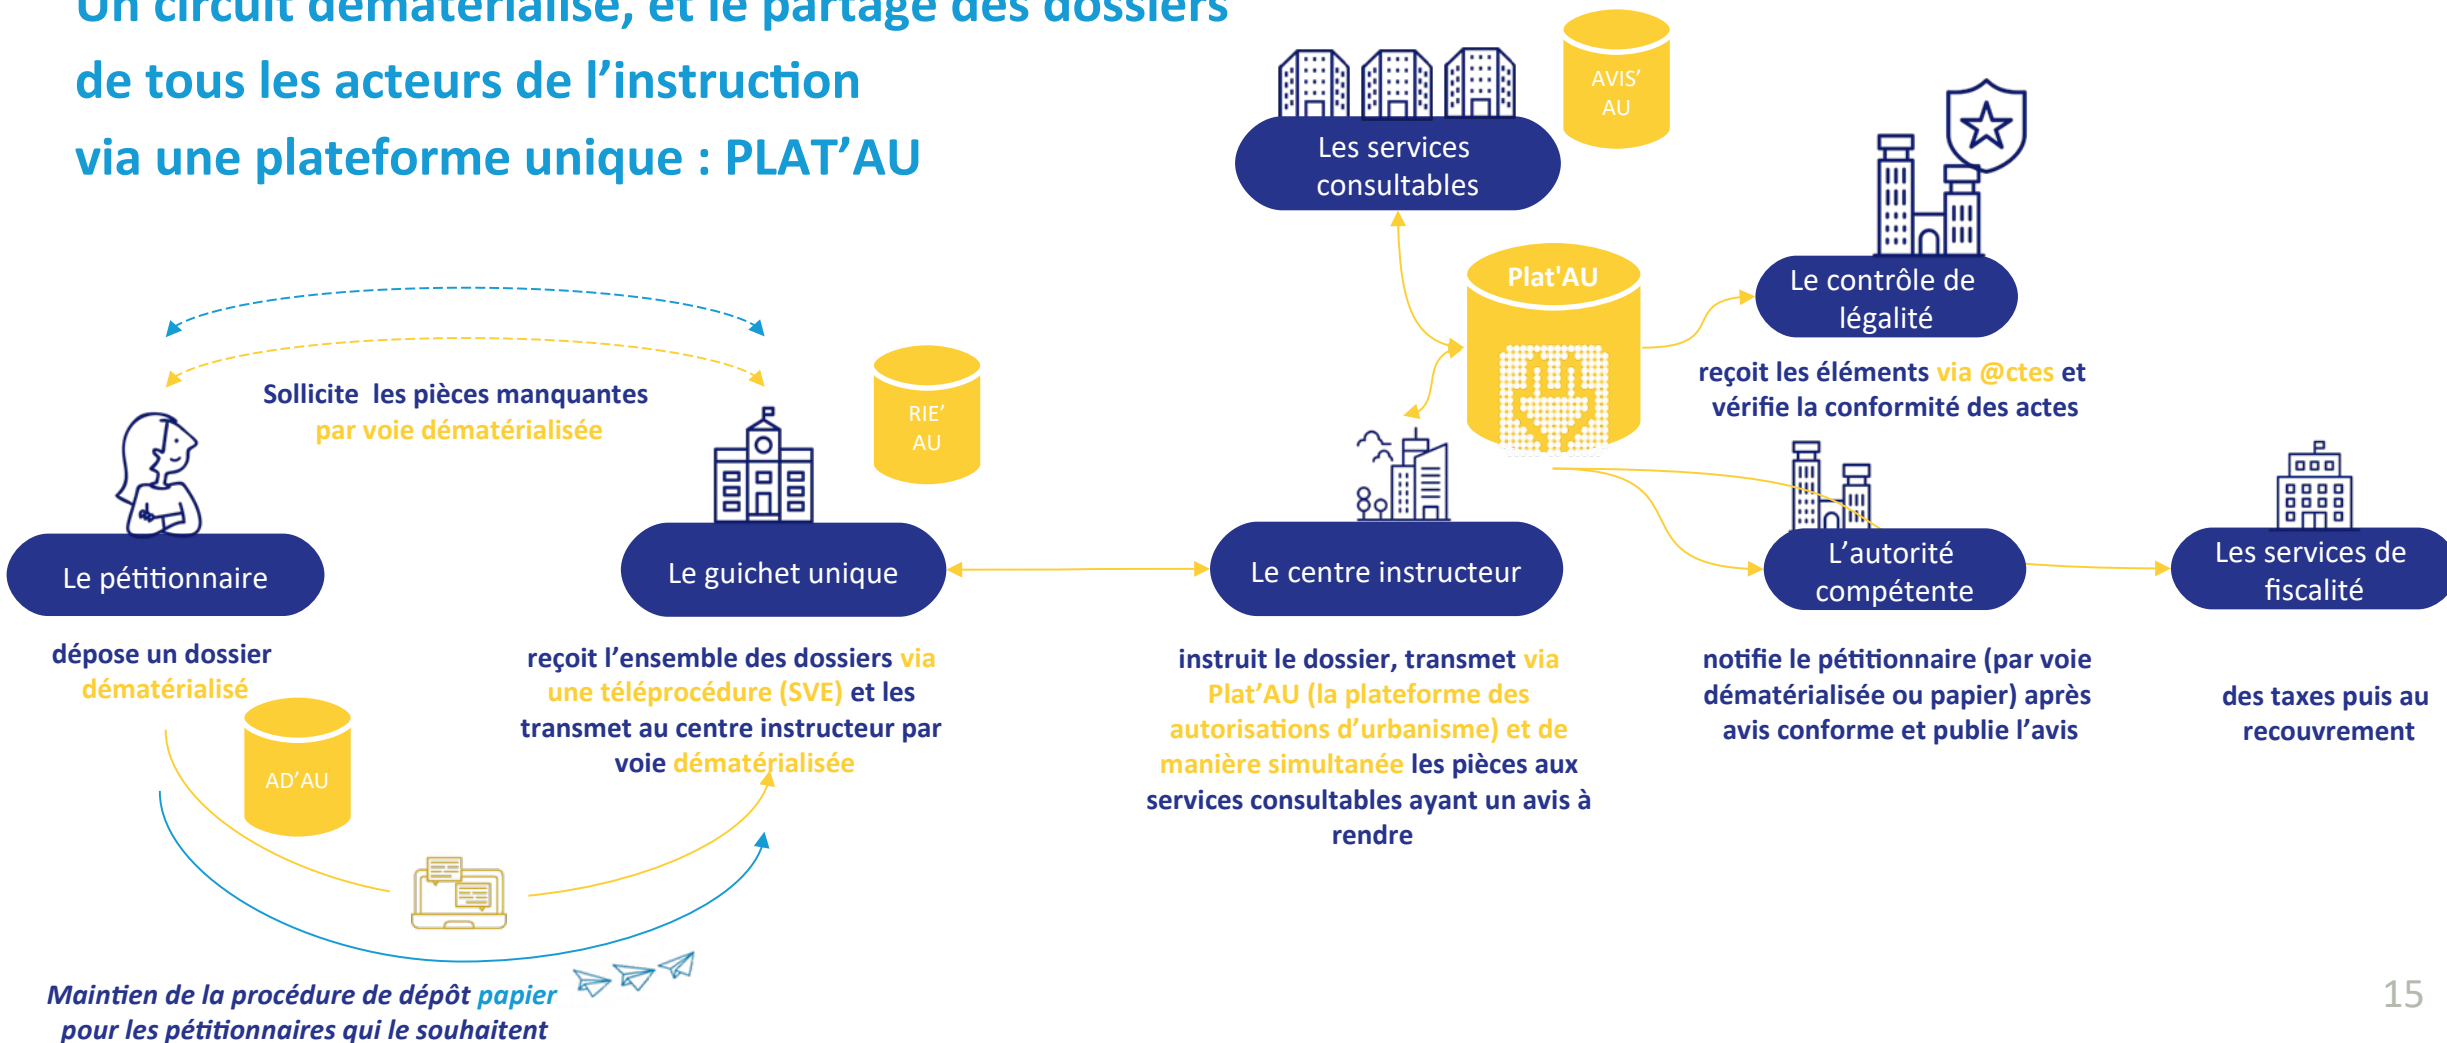 Un circuit dématérialisé, et le partage des dossiers
de tous les acteurs de l’instruction
via une plateforme unique : PLAT’AU
AVIS’
AU
Les services
consultables
Plat'AU
Le contrôle de
légalité
reçoit les éléments via @ctes et
vérifie la conformité des actes
Sollicite les pièces manquantes
par voie dématérialisée
RIE’
AU
Le pétitionnaire
dépose un dossier
dématérialisé
AD’AU
Le guichet unique
reçoit l’ensemble des dossiers via
une téléprocédure (SVE) et les
transmet au centre instructeur par
voie dématérialisée
Le centre instructeur
instruit le dossier, transmet via
Plat’AU (la plateforme des
autorisations d’urbanisme) et de
manière simultanée les pièces aux
services consultables ayant un avis à
rendre
L’autorité
compétente
notifie le pétitionnaire (par voie
dématérialisée ou papier) après
avis conforme et publie l’avis
Les services de
fiscalité
des taxes puis au
recouvrement
Maintien de la procédure de dépôt papier
pour les pétitionnaires qui le souhaitent
15